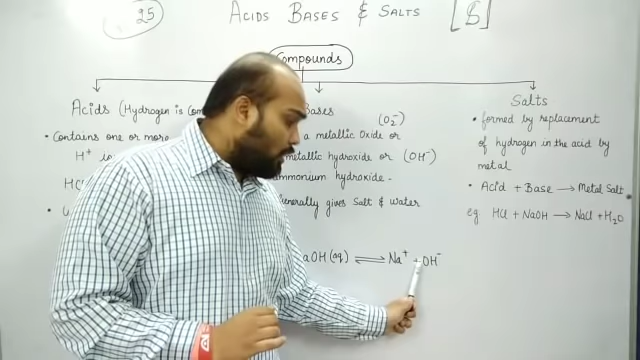 25
ACIDS BASES & SALTS
Compounds
Acids (Hydrogen is
Contains one or more
H+
HCl
Bases
(O2-)
a metallic Oxide or
metallic hydroxide or (OH-)
ammonium hydroxide.
generally gives Salt & Water
aOH (aq) ⇌ Na+ + OH-
Salts
• formed by replacement
of hydrogen in the acid by
metal
• Acid + Base → Metal Salt
eg HCl + NaOH → NaCl + H2O